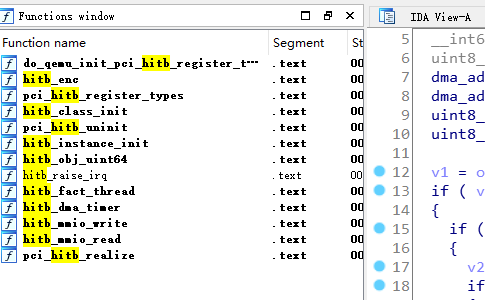 Functions window
IDA View-A
Function name Segment St
do_qemu_init_pci_hitb_register_t… .text 00
hitb_enc .text 00
pci_hitb_register_types .text 00
hitb_class_init .text 00
pci_hitb_uninit .text 00
hitb_instance_init .text 00
hitb_obj_uint64 .text 00
hitb_raise_irq .text 00
hitb_fact_thread .text 00
hitb_dma_timer .text 00
hitb_mmio_write .text 00
hitb_mmio_read .text 00
pci_hitb_realize .text 00
5 __int6
6 uint8_
7 dma_ad
8 dma_ad
9 uint8_
10 uint8_
11
12 v1 = o
13 if ( v
14 {
15 if (
16 {
17 v2
18 if